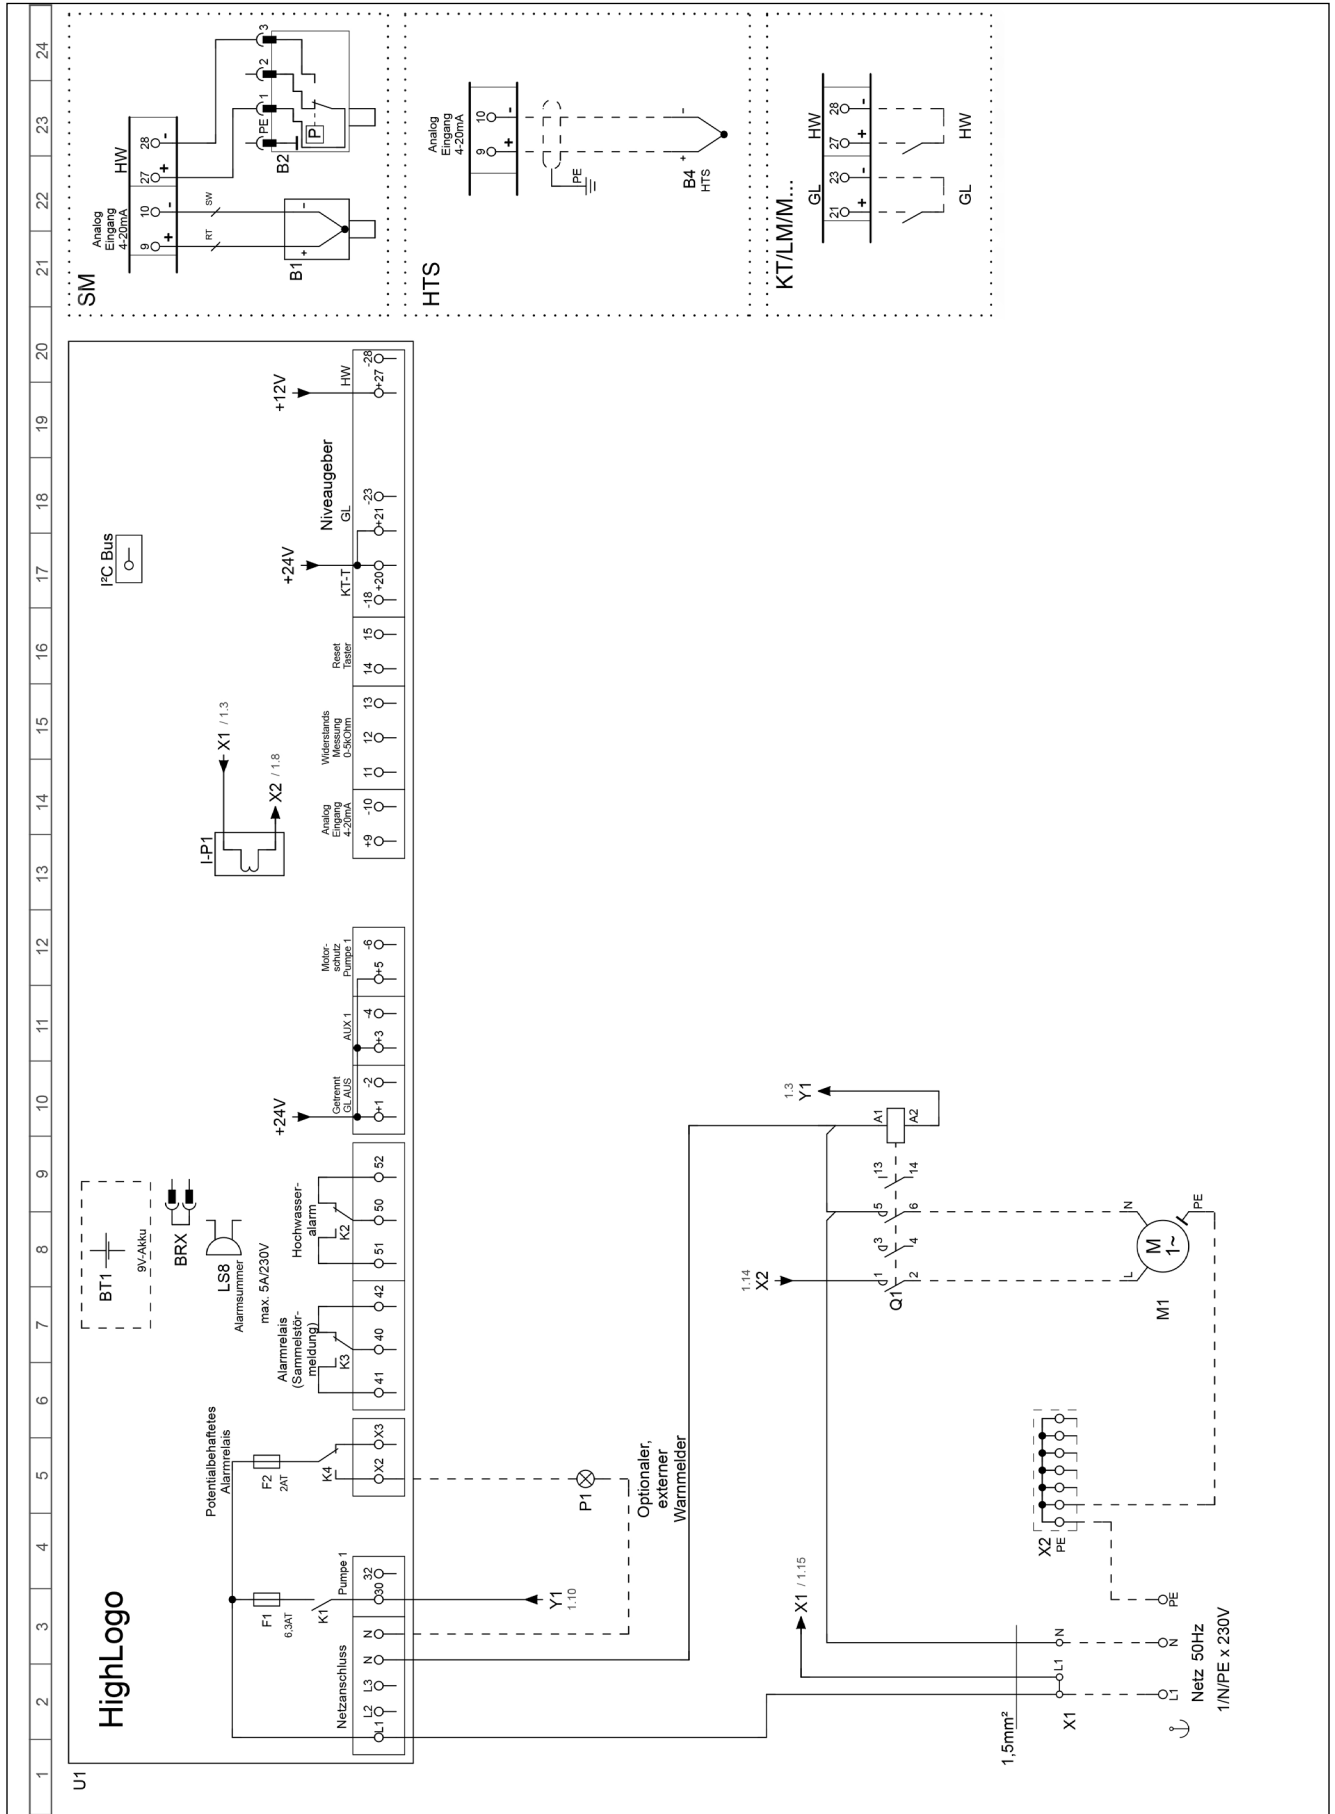 1
2
3
4
5
6
7
8
9
10
11
12
13
14
15
16
17
18
19
20
21
22
23
24
U1
HighLogo
Potentialbehaftetes
Alarmrelais
F1
6,3AT
K1
F2
2AT
K4
BT1
9V-Akku
BRX
LS8
Alarmsummer
max. 5A/230V
Alarmrelais
(Sammelstör-
meldung)
K3
Hochwasser-
alarm
K2
+24V
I-P1
X1 / 1.3
X2 / 1.8
I²C Bus
+24V
+12V
Netzanschluss
L1
L2
L3
N
N
Pumpe 1
30
32
X2
X3
41
40
42
51
50
52
Getrennt
GL AUS
+1
-2
AUX 1
+3
-4
Motor-
schutz
Pumpe 1
+5
-6
Analog
Eingang
4-20mA
+9
-10
Widerstands
Messung
0-5kOhm
11
12
13
Reset
Taster
14
15
Niveaugeber
KT-T
-18
+20
GL
+21
-23
HW
+27
-28
Y1
1.10
P1
Optionaler,
externer
Warnmelder
X1 / 1.15
1,5mm²
X1
L1
N
L1
N
PE
Netz 50Hz
1/N/PE x 230V
X2
PE
1.14
X2
Q1
1
2
3
4
5
6
13
14
A1
A2
1.3
Y1
L
N
PE
M
1~
M1
SM
Analog
Eingang
4-20mA
HW
9
10
27
28
+
-
+
-
RT
SW
B1
+
-
B2
PE
1
2
3
P
HTS
Analog
Eingang
4-20mA
9
10
+
-
PE
B4
HTS
+
-
KT/LM/M...
GL
HW
21
23
27
28
+
-
+
-
GL
HW